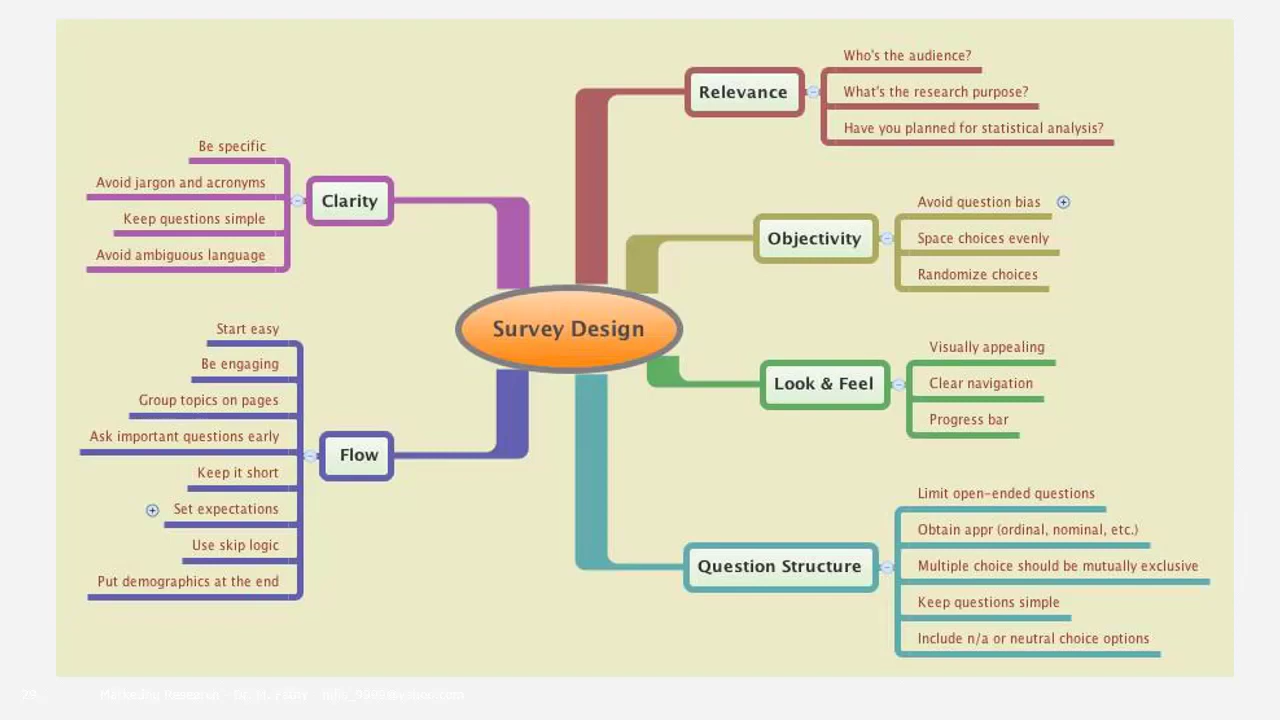 Survey Design
Relevance
Who's the audience?
What's the research purpose?
Have you planned for statistical analysis?
Objectivity
Avoid question bias
Space choices evenly
Randomize choices
Look & Feel
Visually appealing
Clear navigation
Progress bar
Question Structure
Limit open-ended questions
Obtain appr (ordinal, nominal, etc.)
Multiple choice should be mutually exclusive
Keep questions simple
Include n/a or neutral choice options
Clarity
Be specific
Avoid jargon and acronyms
Keep questions simple
Avoid ambiguous language
Flow
Start easy
Be engaging
Group topics on pages
Ask important questions early
Keep it short
Set expectations
Use skip logic
Put demographics at the end
Marketing Research